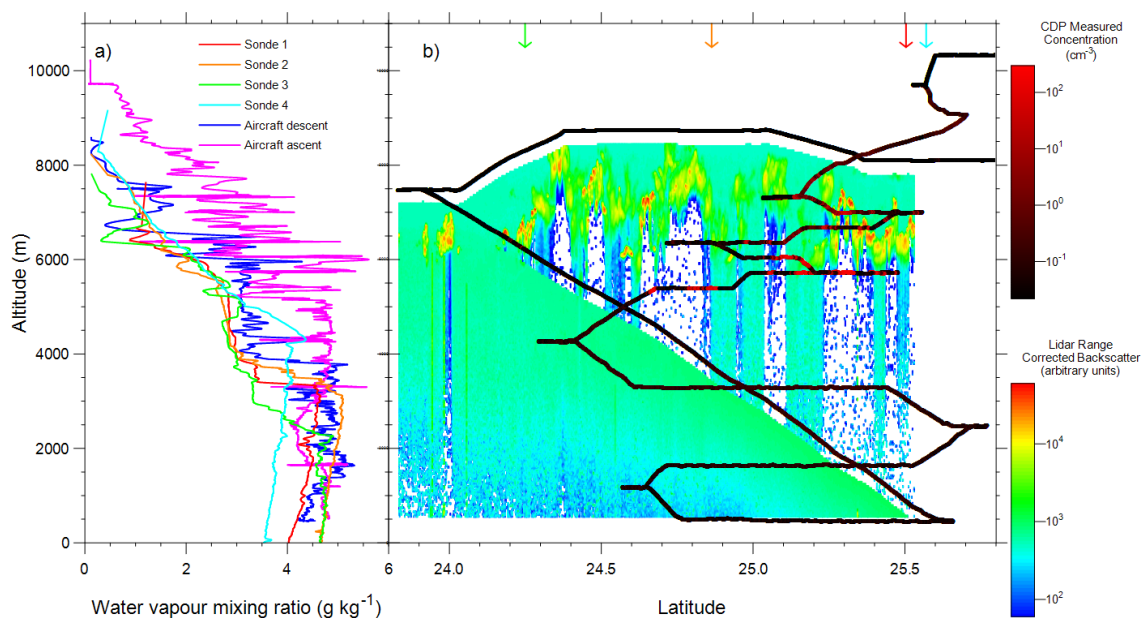 a)
Sonde 1
Sonde 2
Sonde 3
Sonde 4
Aircraft descent
Aircraft ascent
b)
CDP Measured
Concentration
(cm⁻³)
10²
10¹
10⁰
10⁻¹
Lidar Range
Corrected Backscatter
(arbitrary units)
10⁴
10³
10²
Altitude (m)
10000
8000
6000
4000
2000
0
0 2 4 6
24.0 24.5 25.0 25.5
Water vapour mixing ratio (g kg⁻¹)
Latitude